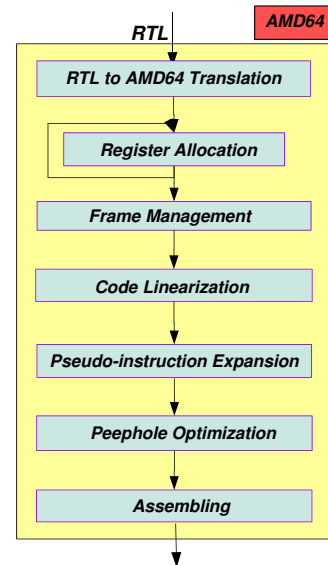 AMD64
RTL
RTL to AMD64 Translation
Register Allocation
Frame Management
Code Linearization
Pseudo-instruction Expansion
Peephole Optimization
Assembling